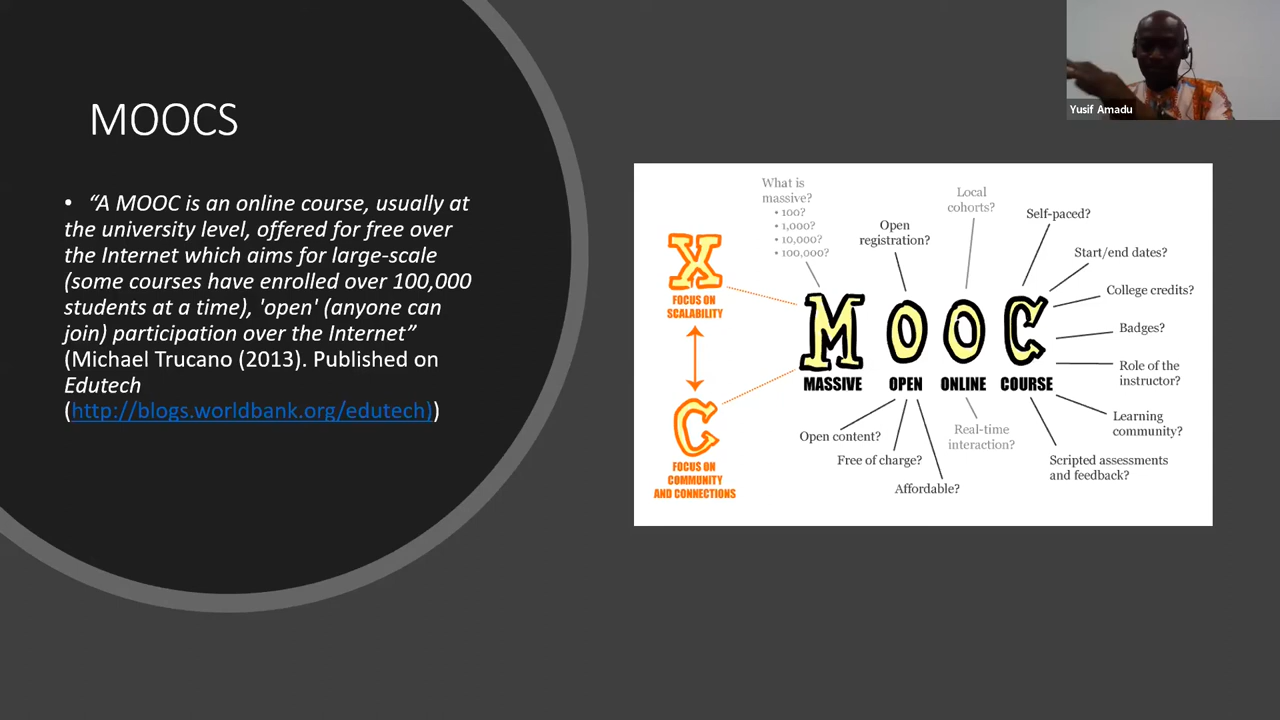 MOOCS
• “A MOOC is an online course, usually at
the university level, offered for free over
the Internet which aims for large-scale
(some courses have enrolled over 100,000
students at a time), 'open' (anyone can
join) participation over the Internet”
(Michael Trucano (2013). Published on
Edutech
(http://blogs.worldbank.org/edutech))
Yusif Amadu
What is
massive?
• 100?
• 1,000?
• 10,000?
• 100,000?
Open
registration?
Local
cohorts?
Self-paced?
Start/end dates?
College credits?
Badges?
Role of the
instructor?
Learning
community?
Scripted assessments
and feedback?
X
FOCUS ON
SCALABILITY
C
FOCUS ON
COMMUNITY
AND CONNECTIONS
MOOC
MASSIVE OPEN ONLINE COURSE
Open content?
Free of charge?
Affordable?
Real-time
interaction?